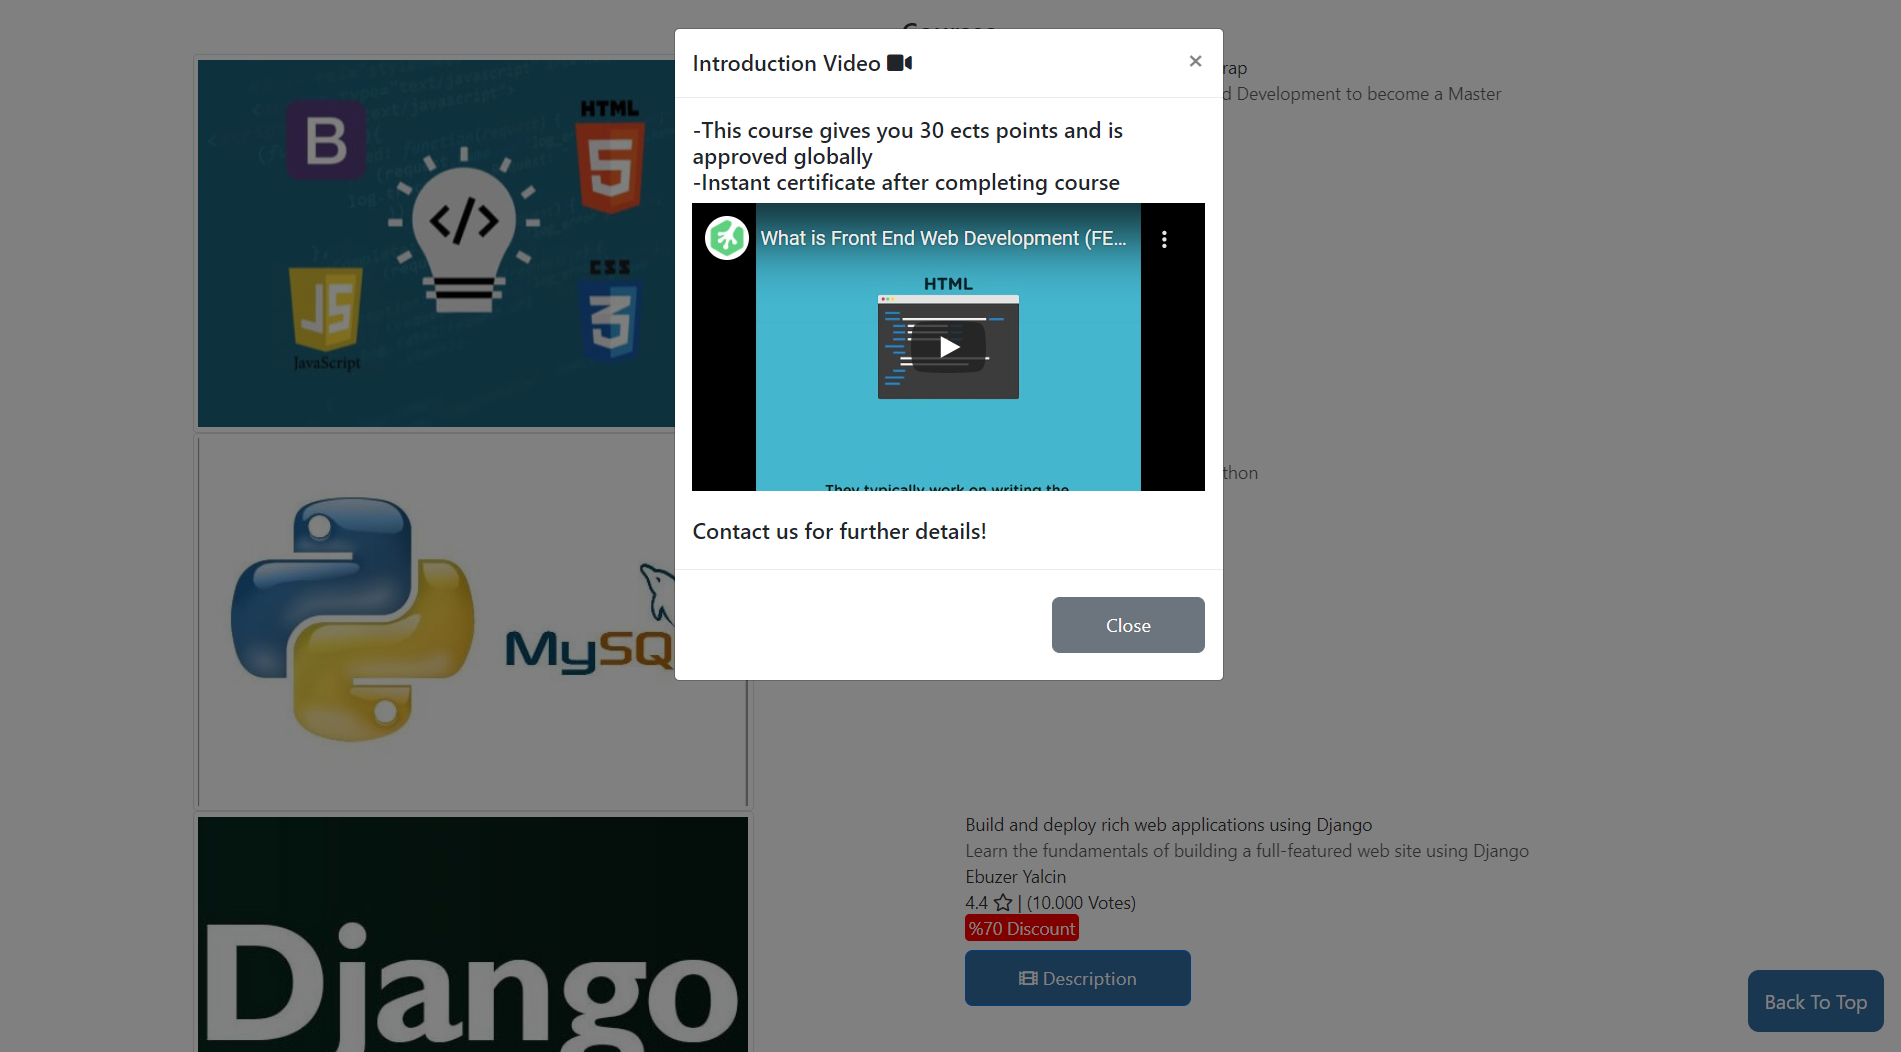 Introduction Video
×
-This course gives you 30 ects points and is
approved globally
-Instant certificate after completing course
What is Front End Web Development (FE...
HTML
They typically work on writing the
Contact us for further details!
Close
B
HTML
5
</>
JS
JavaScript
CSS
3
rap
d Development to become a Master
MySQ
thon
Django
Build and deploy rich web applications using Django
Learn the fundamentals of building a full-featured web site using Django
Ebuzer Yalcin
4.4 | (10.000 Votes)
%70 Discount
Description
Back To Top